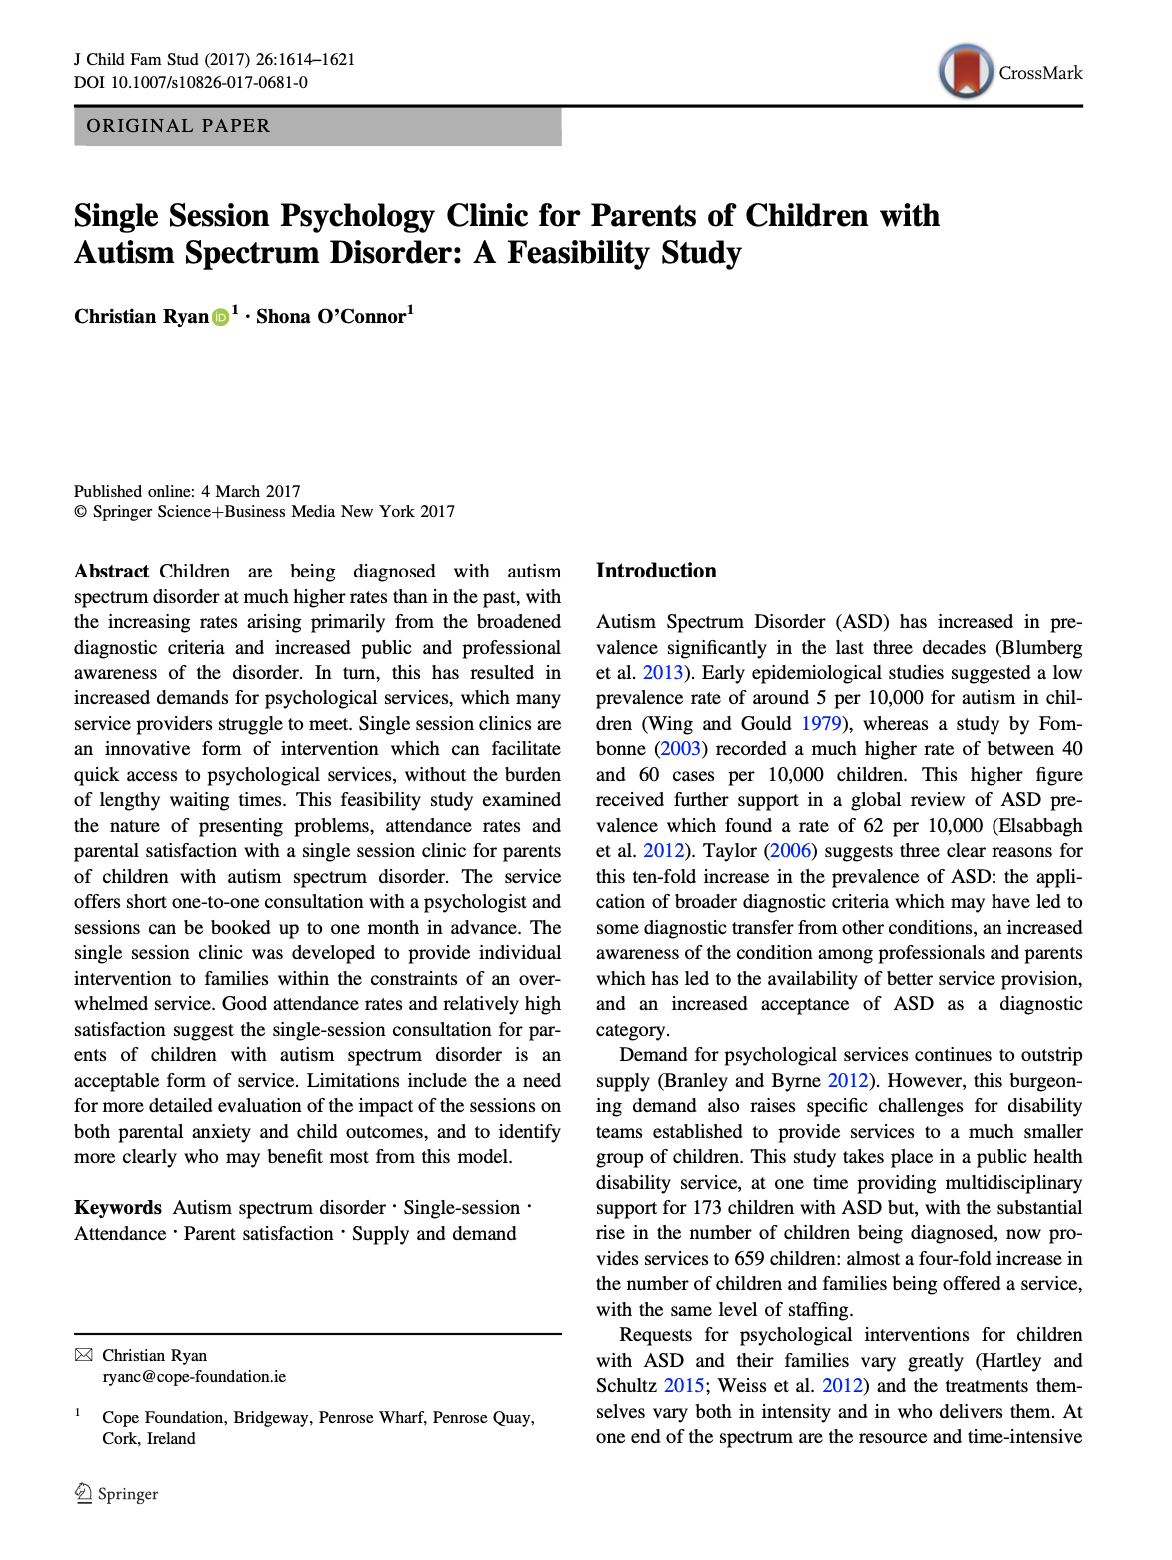 J Child Fam Stud (2017) 26:1614–1621
DOI 10.1007/s10826-017-0681-0
CrossMark
ORIGINAL PAPER
Single Session Psychology Clinic for Parents of Children with
Autism Spectrum Disorder: A Feasibility Study
Christian Ryan iD 1 · Shona O’Connor1
Published online: 4 March 2017
© Springer Science+Business Media New York 2017
Abstract Children are being diagnosed with autism
spectrum disorder at much higher rates than in the past, with
the increasing rates arising primarily from the broadened
diagnostic criteria and increased public and professional
awareness of the disorder. In turn, this has resulted in
increased demands for psychological services, which many
service providers struggle to meet. Single session clinics are
an innovative form of intervention which can facilitate
quick access to psychological services, without the burden
of lengthy waiting times. This feasibility study examined
the nature of presenting problems, attendance rates and
parental satisfaction with a single session clinic for parents
of children with autism spectrum disorder. The service
offers short one-to-one consultation with a psychologist and
sessions can be booked up to one month in advance. The
single session clinic was developed to provide individual
intervention to families within the constraints of an over-
whelmed service. Good attendance rates and relatively high
satisfaction suggest the single-session consultation for par-
ents of children with autism spectrum disorder is an
acceptable form of service. Limitations include the a need
for more detailed evaluation of the impact of the sessions on
both parental anxiety and child outcomes, and to identify
more clearly who may benefit most from this model.
Keywords Autism spectrum disorder · Single-session ·
Attendance · Parent satisfaction · Supply and demand
Christian Ryan
ryanc@cope-foundation.ie
1 Cope Foundation, Bridgeway, Penrose Wharf, Penrose Quay,
Cork, Ireland
Introduction
Autism Spectrum Disorder (ASD) has increased in pre-
valence significantly in the last three decades (Blumberg
et al. 2013). Early epidemiological studies suggested a low
prevalence rate of around 5 per 10,000 for autism in chil-
dren (Wing and Gould 1979), whereas a study by Fom-
bonne (2003) recorded a much higher rate of between 40
and 60 cases per 10,000 children. This higher figure
received further support in a global review of ASD pre-
valence which found a rate of 62 per 10,000 (Elsabbagh
et al. 2012). Taylor (2006) suggests three clear reasons for
this ten-fold increase in the prevalence of ASD: the appli-
cation of broader diagnostic criteria which may have led to
some diagnostic transfer from other conditions, an increased
awareness of the condition among professionals and parents
which has led to the availability of better service provision,
and an increased acceptance of ASD as a diagnostic
category.
Demand for psychological services continues to outstrip
supply (Branley and Byrne 2012). However, this burgeon-
ing demand also raises specific challenges for disability
teams established to provide services to a much smaller
group of children. This study takes place in a public health
disability service, at one time providing multidisciplinary
support for 173 children with ASD but, with the substantial
rise in the number of children being diagnosed, now pro-
vides services to 659 children: almost a four-fold increase in
the number of children and families being offered a service,
with the same level of staffing.
Requests for psychological interventions for children
with ASD and their families vary greatly (Hartley and
Schultz 2015; Weiss et al. 2012) and the treatments them-
selves vary both in intensity and in who delivers them. At
one end of the spectrum are the resource and time-intensive
Springer